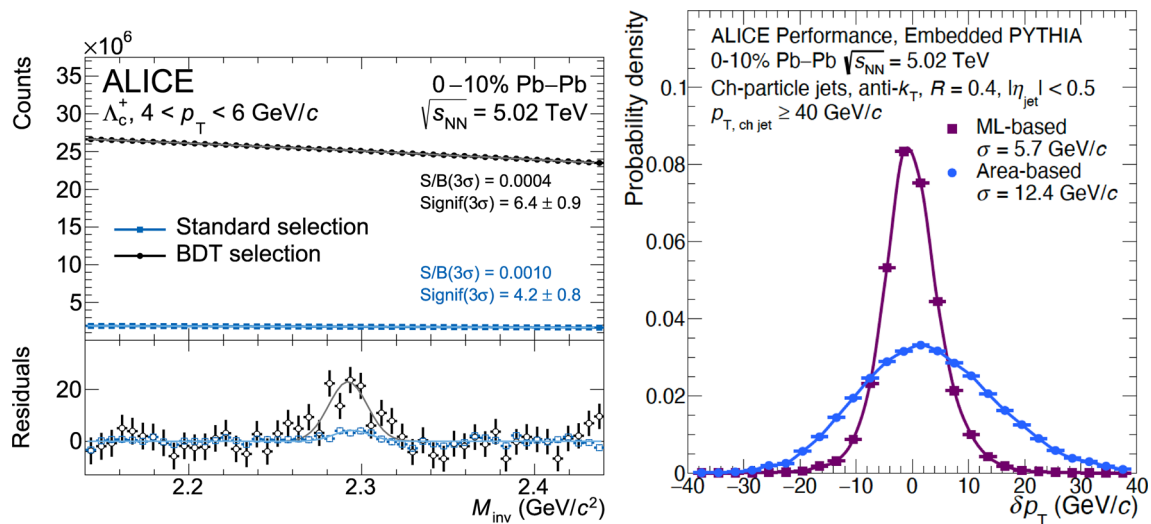 ×10⁶
Counts
35
30
25
20
15
10
5
ALICE
Λc⁺, 4 < pT < 6 GeV/c
0–10% Pb–Pb
√sNN = 5.02 TeV
S/B(3σ) = 0.0004
Signif(3σ) = 6.4 ± 0.9
Standard selection
BDT selection
S/B(3σ) = 0.0010
Signif(3σ) = 4.2 ± 0.8
Residuals
20
0
2.2 2.3 2.4
Minv (GeV/c²)
Probability density
0.1
0.08
0.06
0.04
0.02
0
ALICE Performance, Embedded PYTHIA
0-10% Pb–Pb √sNN = 5.02 TeV
Ch-particle jets, anti-kT, R = 0.4, |ηjet| < 0.5
pT, ch jet ≥ 40 GeV/c
ML-based
σ = 5.7 GeV/c
Area-based
σ = 12.4 GeV/c
−40 −30 −20 −10 0 10 20 30 40
δpT (GeV/c)